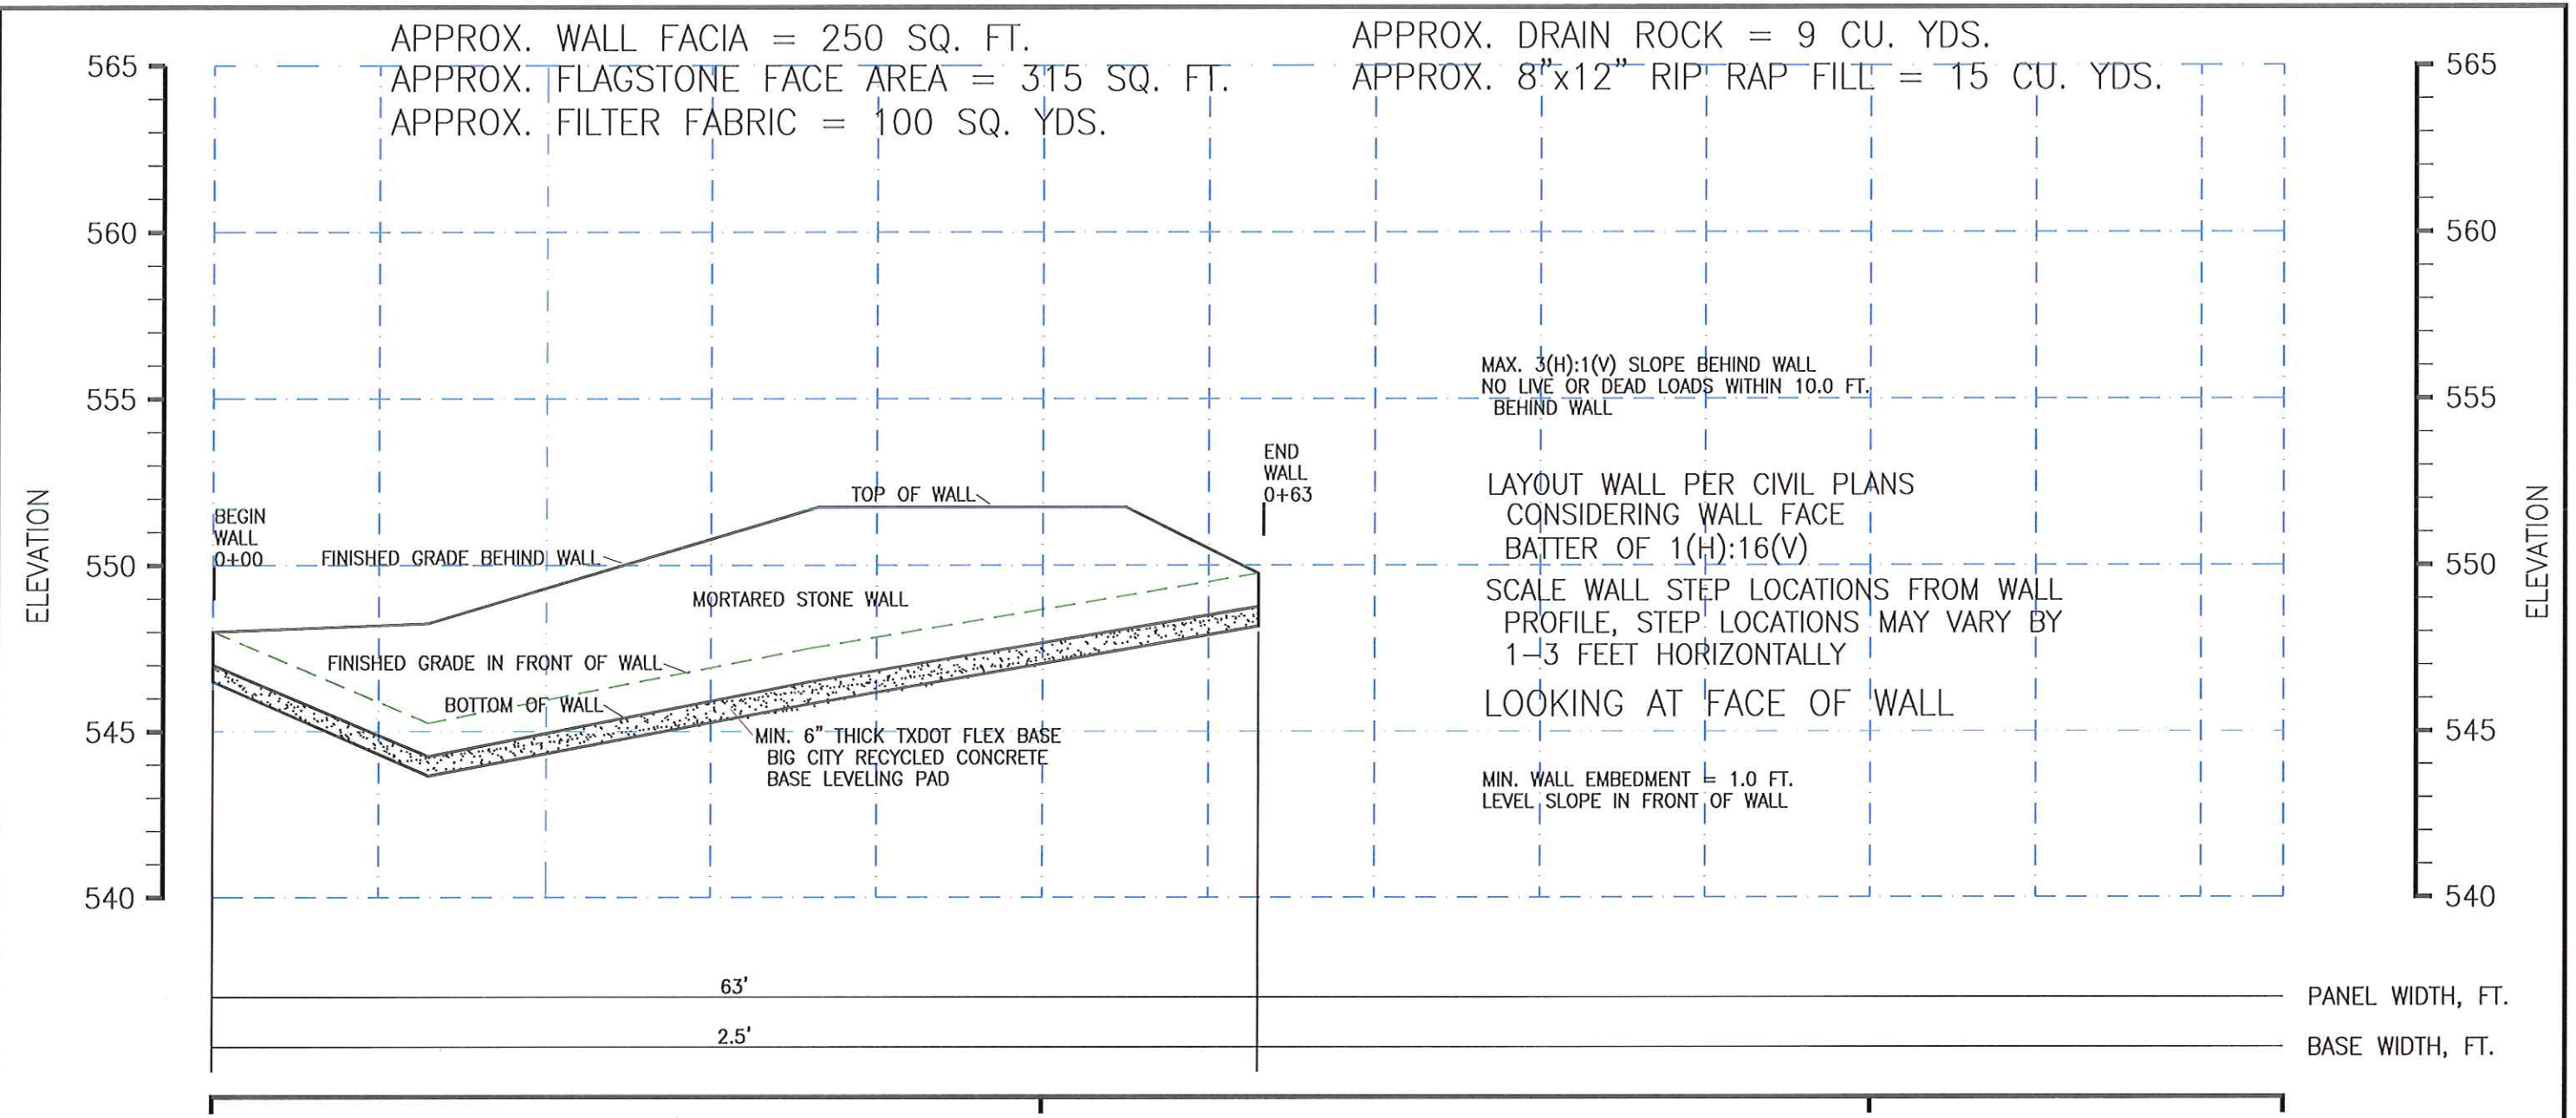 APPROX. WALL FACIA = 250 SQ. FT.
APPROX. FLAGSTONE FACE AREA = 315 SQ. FT.
APPROX. FILTER FABRIC = 100 SQ. YDS.
APPROX. DRAIN ROCK = 9 CU. YDS.
APPROX. 8"x12" RIP RAP FILL = 15 CU. YDS.
565
560
555
550
545
540
ELEVATION
BEGIN
WALL
0+00
FINISHED GRADE BEHIND WALL
TOP OF WALL
END
WALL
0+63
MORTARED STONE WALL
FINISHED GRADE IN FRONT OF WALL
BOTTOM OF WALL
MIN. 6" THICK TXDOT FLEX BASE
BIG CITY RECYCLED CONCRETE
BASE LEVELING PAD
MAX. 3(H):1(V) SLOPE BEHIND WALL
NO LIVE OR DEAD LOADS WITHIN 10.0 FT.
BEHIND WALL
LAYOUT WALL PER CIVIL PLANS
CONSIDERING WALL FACE
BATTER OF 1(H):16(V)
SCALE WALL STEP LOCATIONS FROM WALL
PROFILE, STEP LOCATIONS MAY VARY BY
1-3 FEET HORIZONTALLY
LOOKING AT FACE OF WALL
MIN. WALL EMBEDMENT = 1.0 FT.
LEVEL SLOPE IN FRONT OF WALL
565
560
555
550
545
540
ELEVATION
63'
PANEL WIDTH, FT.
2.5'
BASE WIDTH, FT.